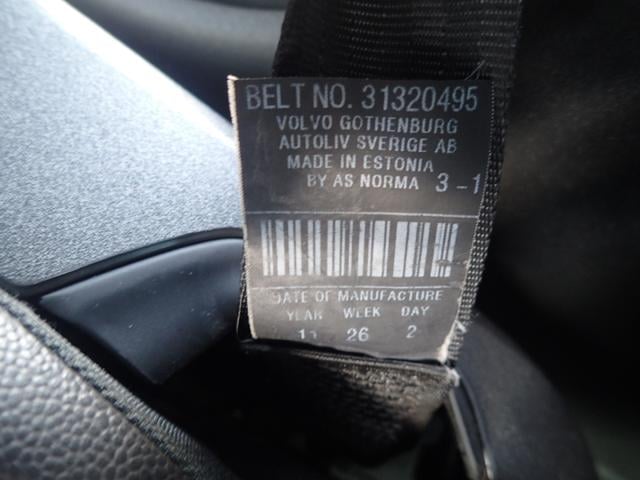 BELT NO. 31320495
VOLVO GOTHENBURG
AUTOLIV SVERIGE AB
MADE IN ESTONIA
BY AS NORMA 3-1
DATE OF MANUFACTURE
YEAR WEEK DAY
26 2